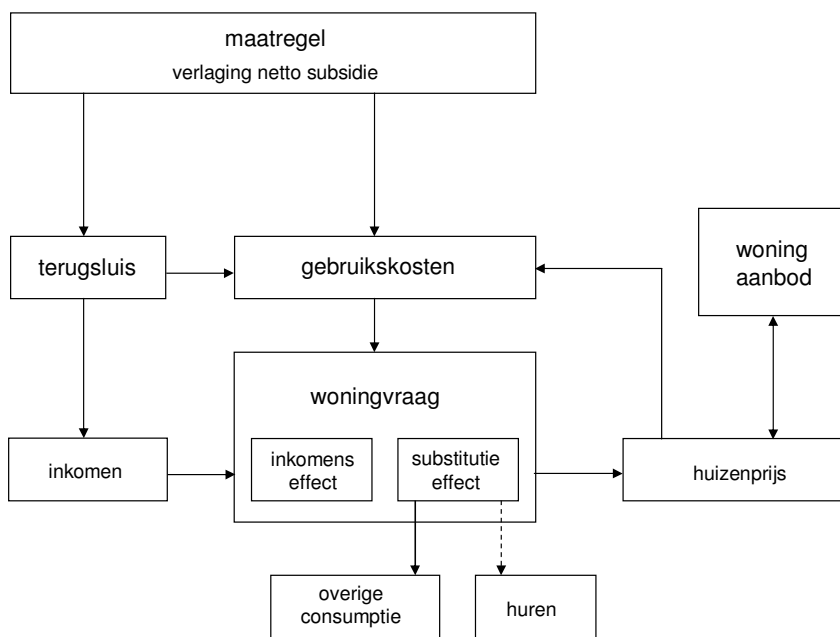 maatregel
verlaging netto subsidie
terugsluis
gebruikskosten
woning
aanbod
woningvraag
inkomen
inkomens
effect
substitutie
effect
huizenprijs
overige
consumptie
huren